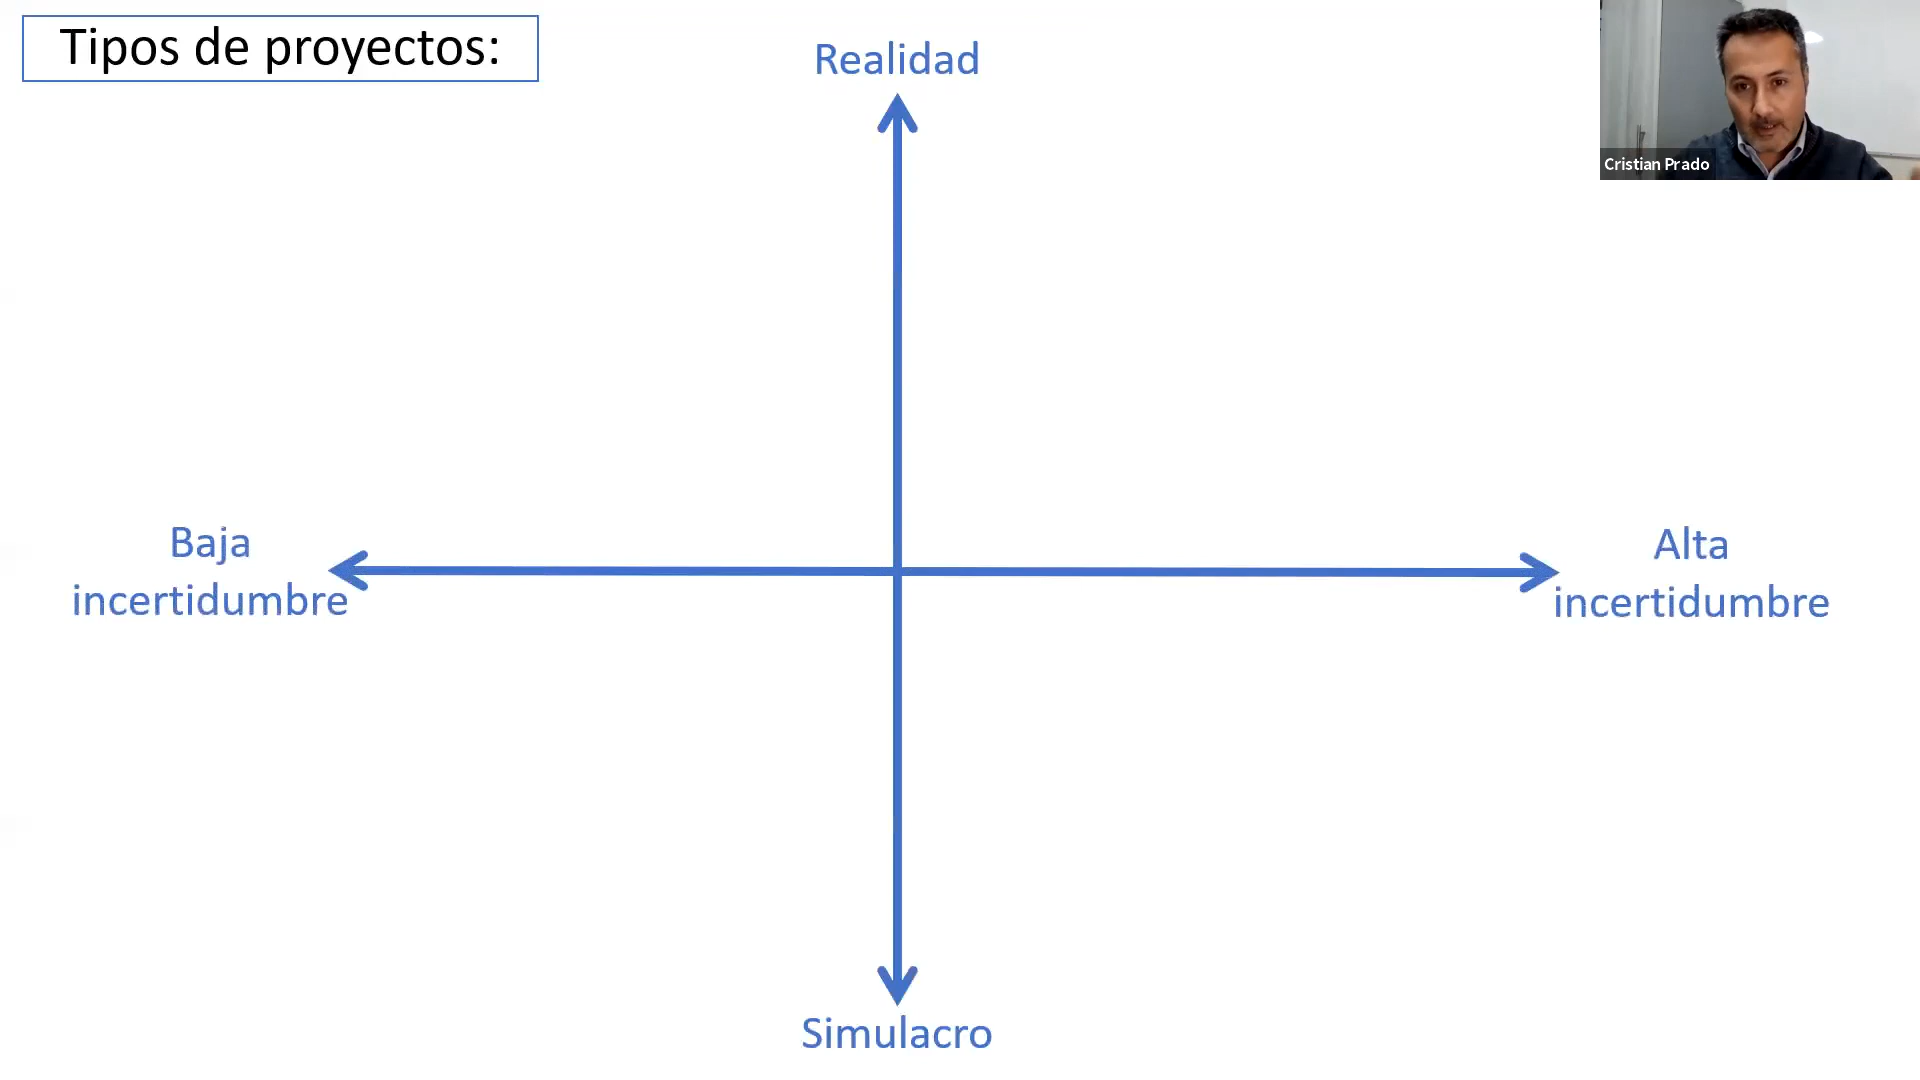 Tipos de proyectos:
Realidad
Cristian Prado
Baja
incertidumbre
Alta
incertidumbre
Simulacro